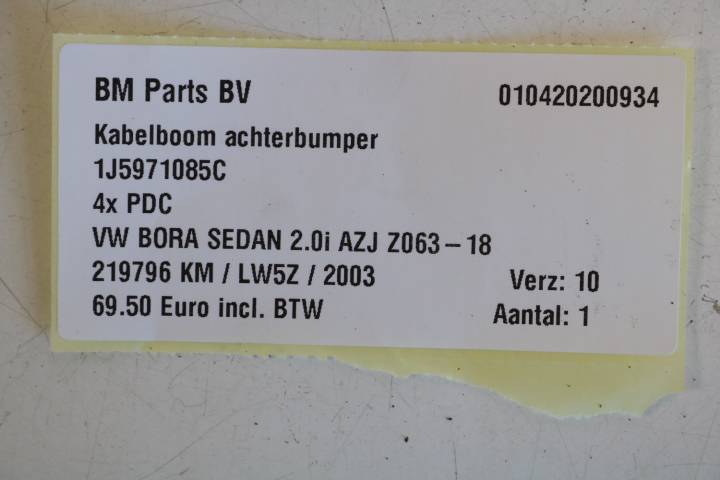 BM Parts BV 010420200934
Kabelboom achterbumper
1J5971085C
4x PDC
VW BORA SEDAN 2.0i AZJ Z063-18
219796 KM / LW5Z / 2003 Verz: 10
69.50 Euro incl. BTW Aantal: 1